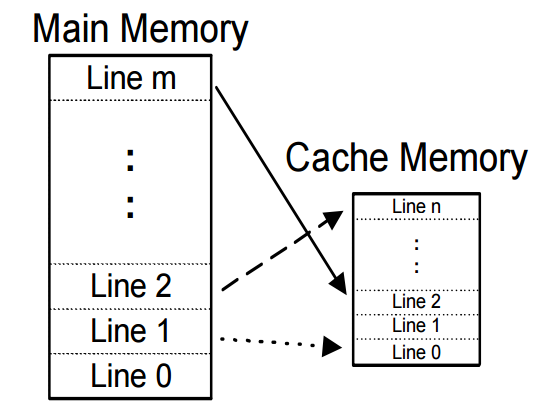 Main Memory
Line m
:
:
Line 2
Line 1
Line 0
Cache Memory
Line n
:
:
Line 2
Line 1
Line 0